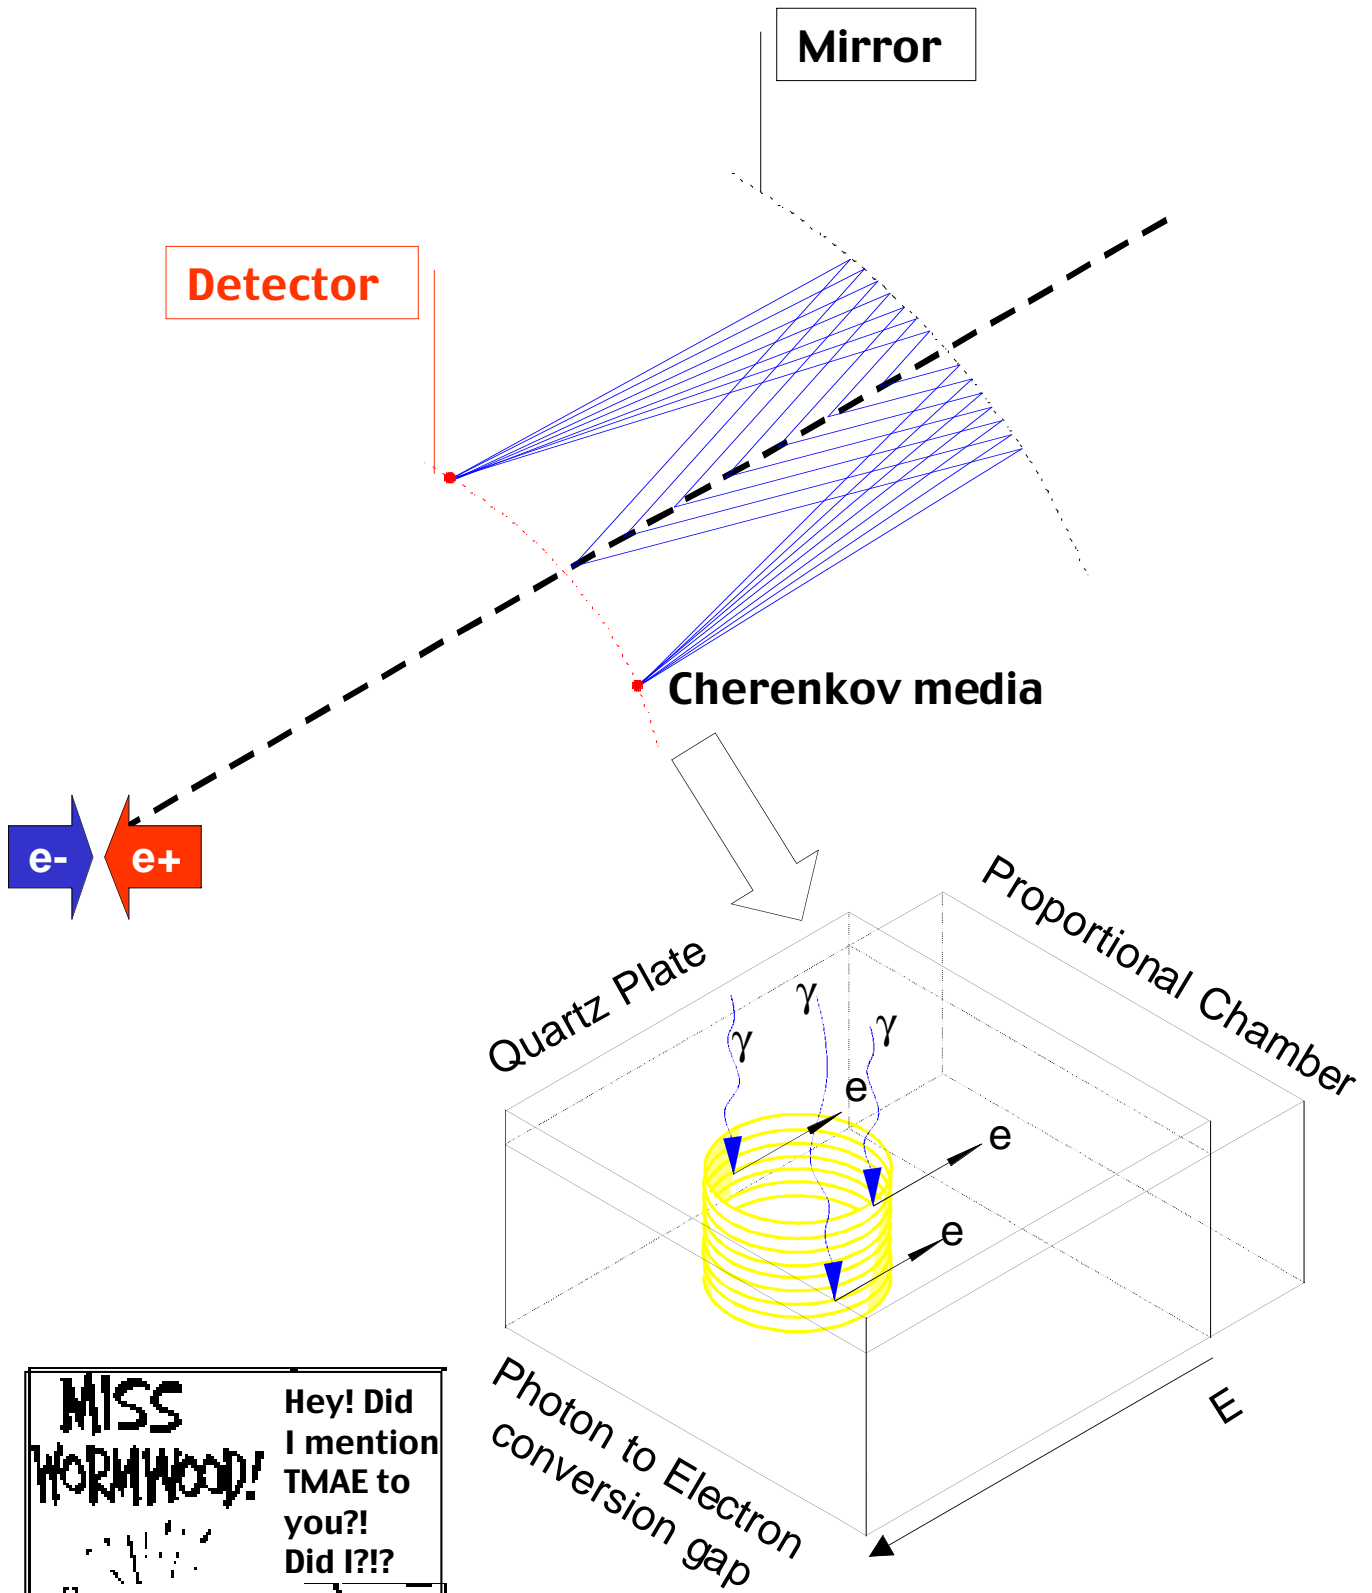 Mirror
Detector
Cherenkov media
e-
e+
Proportional Chamber
Quartz Plate
γ
γ
γ
e
e
e
E
Photon to Electron
conversion gap
MISS
WORMWOOD!
Hey! Did
I mention
TMAE to
you?!
Did I?!?